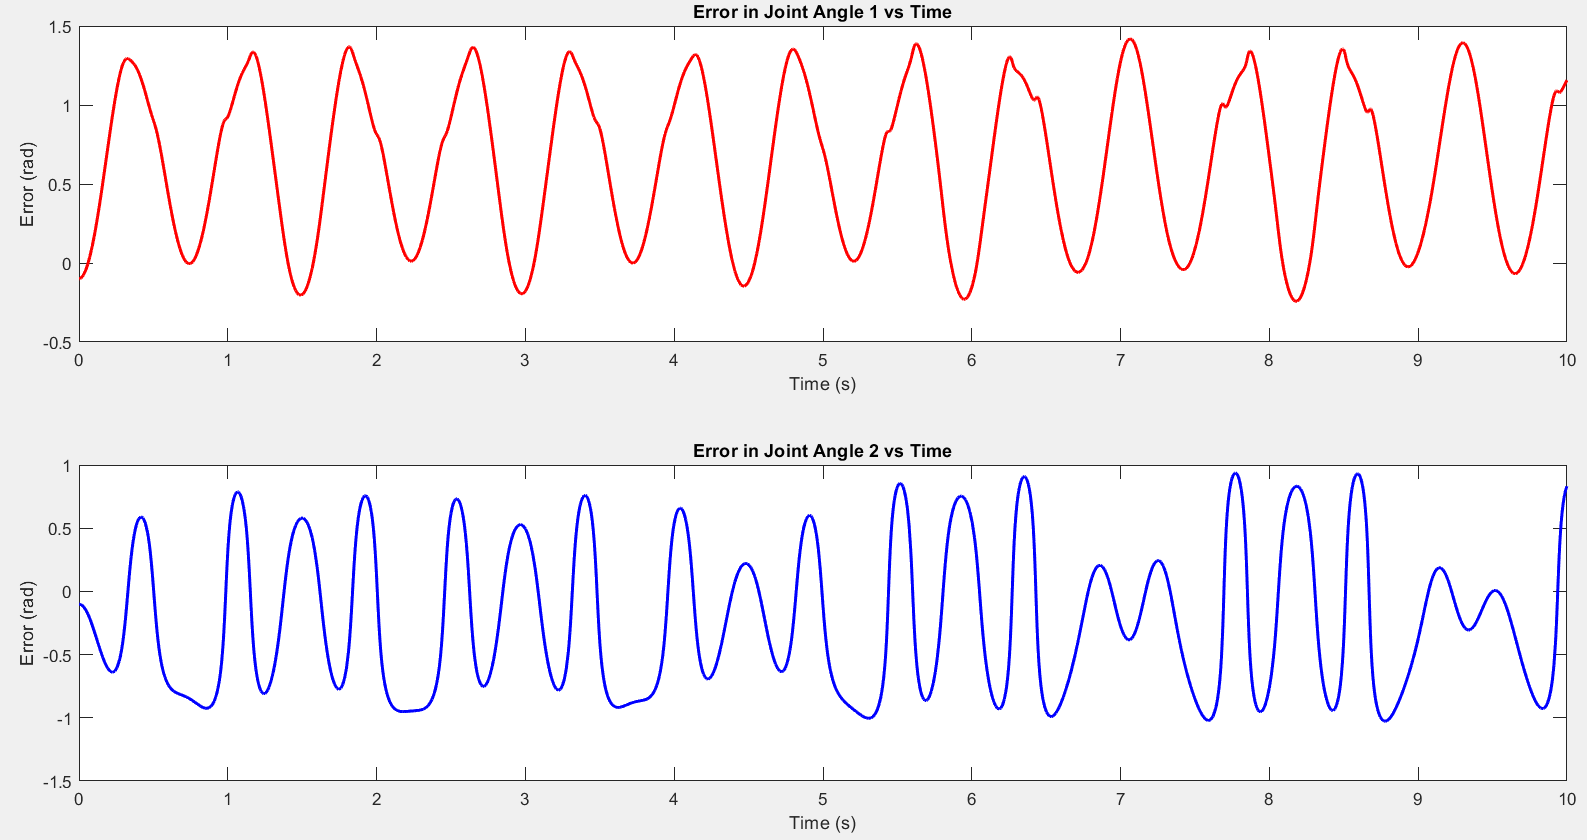 Error in Joint Angle 1 vs Time
1.5
1
0.5
0
-0.5
Error (rad)
0 1 2 3 4 5 6 7 8 9 10
Time (s)
Error in Joint Angle 2 vs Time
1
0.5
0
-0.5
-1
-1.5
Error (rad)
0 1 2 3 4 5 6 7 8 9 10
Time (s)